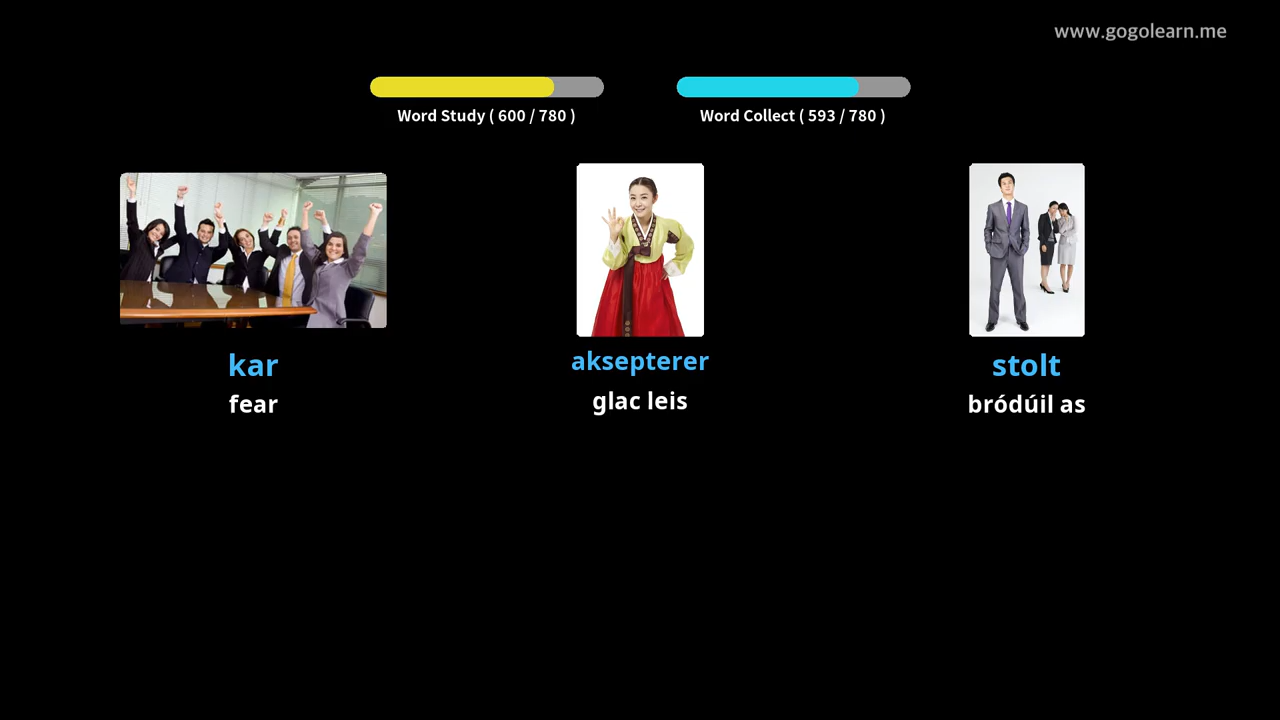 www.gogolearn.me
Word Study ( 600 / 780 )
Word Collect ( 593 / 780 )
kar
fear
aksepterer
glac leis
stolt
bródúil as